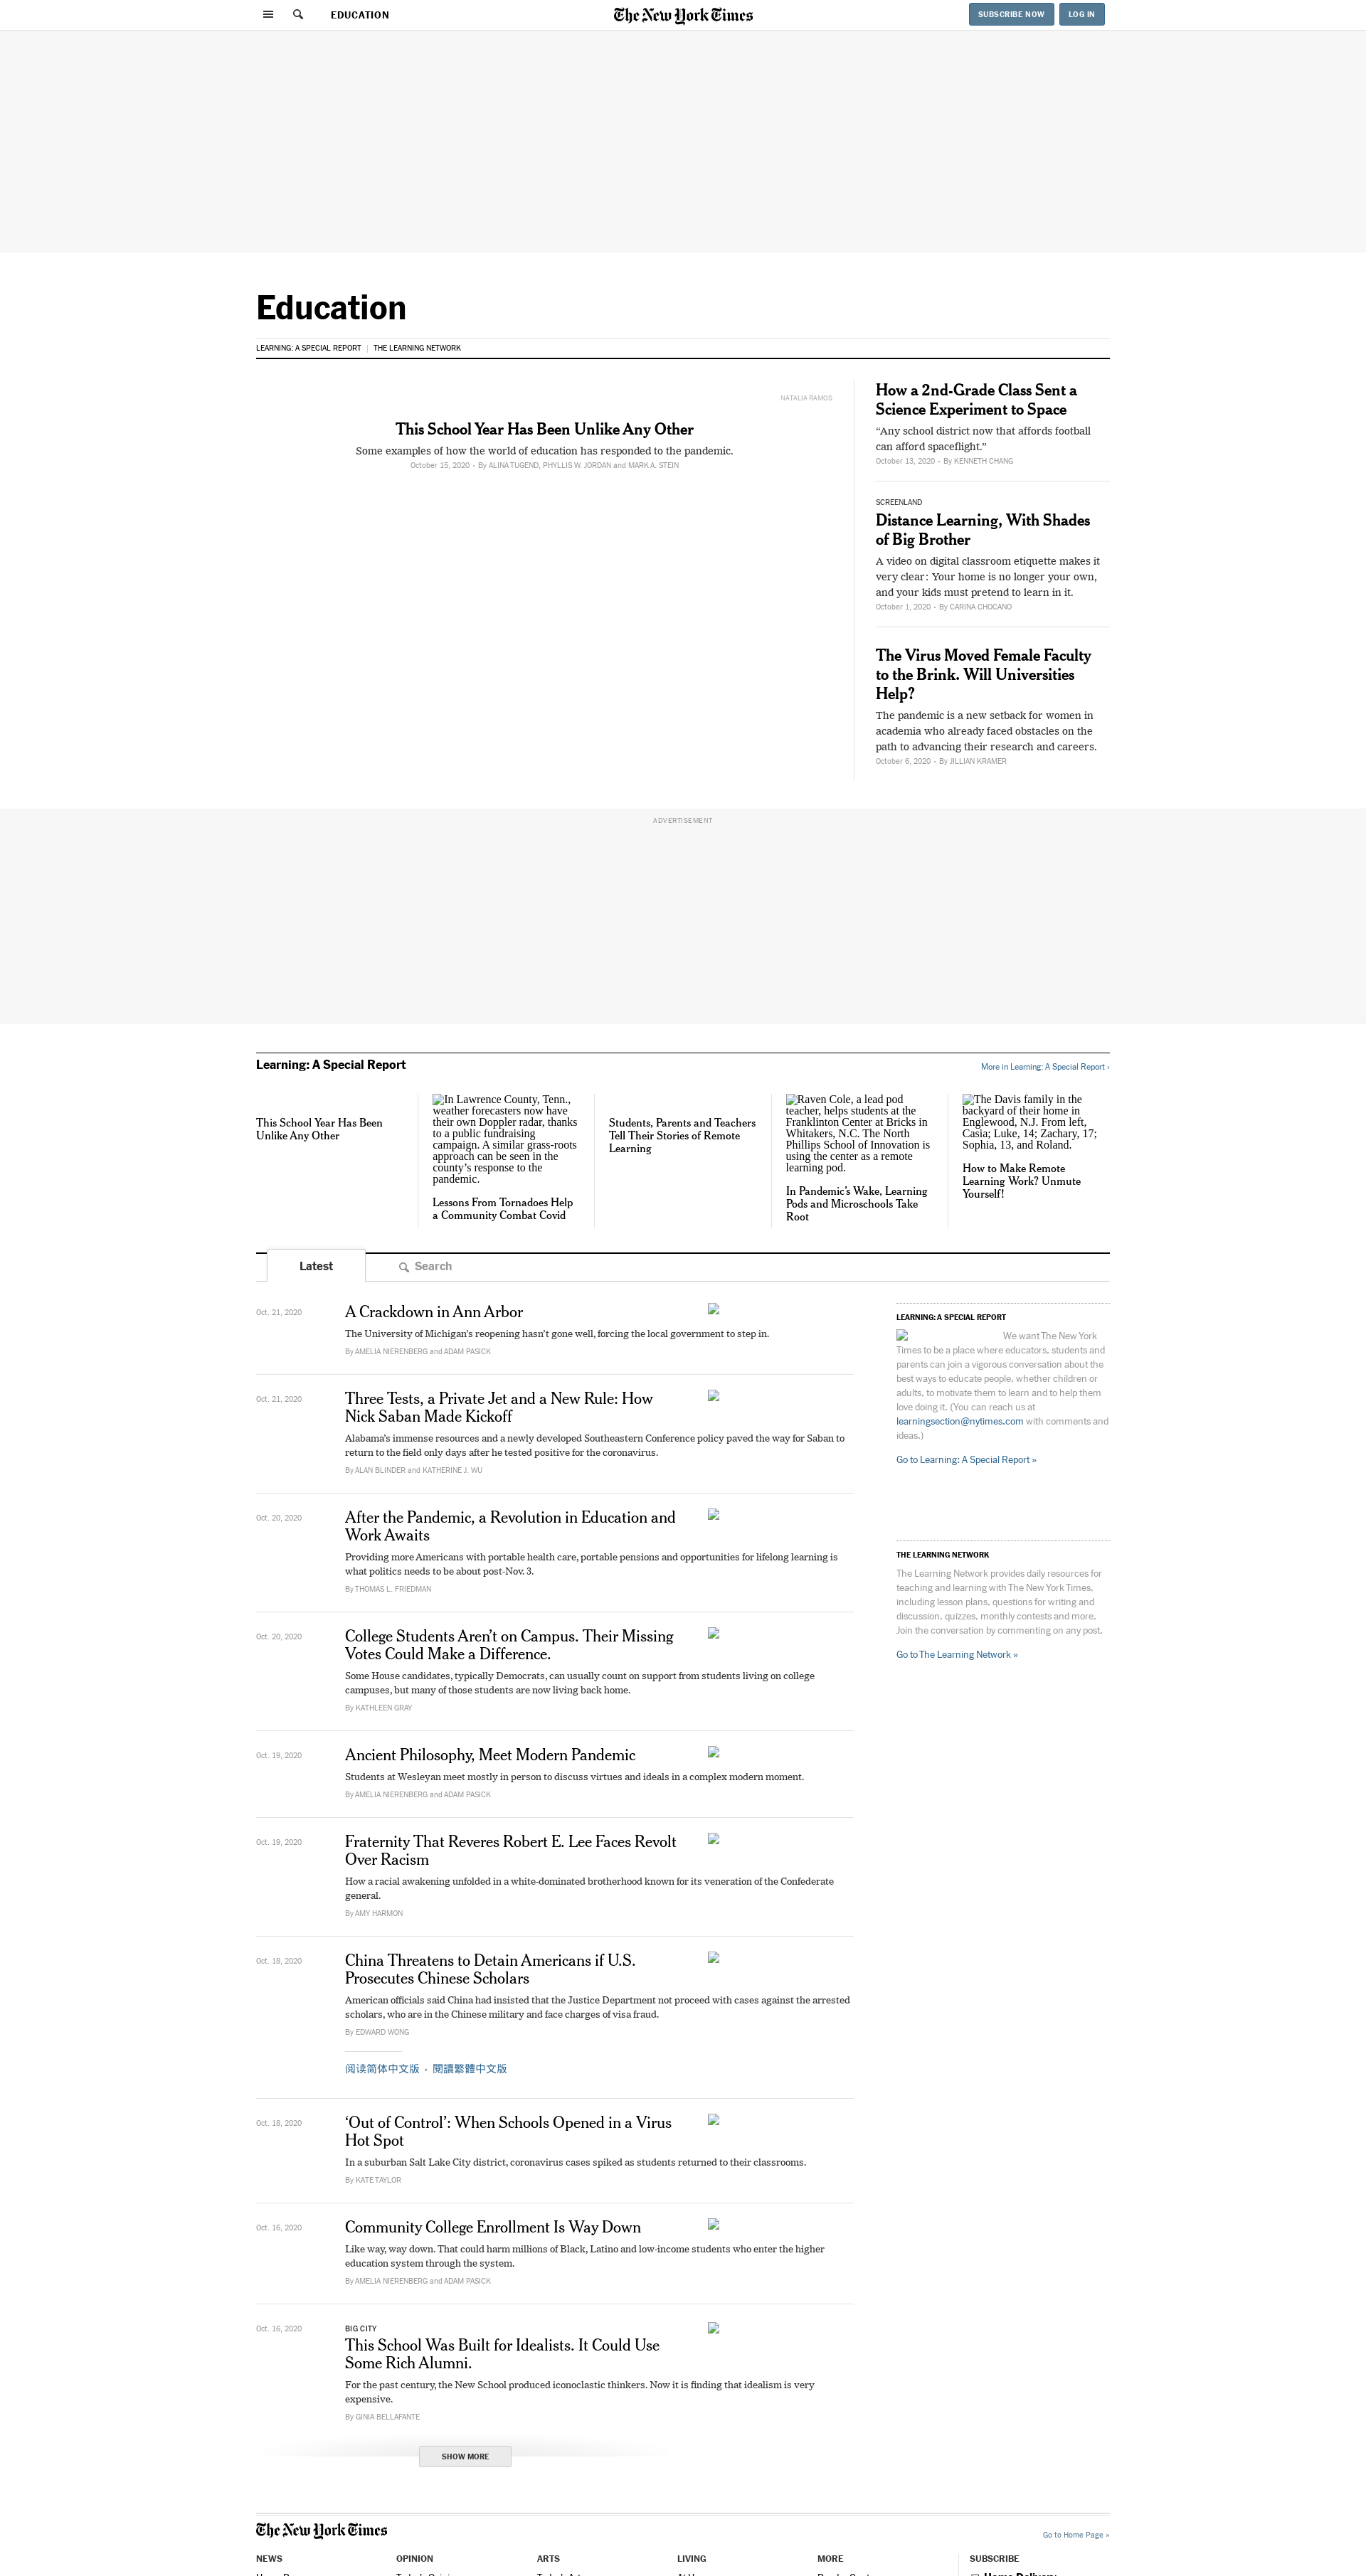 EDUCATION
The New York Times
SUBSCRIBE NOW
LOG IN
Education
LEARNING: A SPECIAL REPORT
THE LEARNING NETWORK
NATALIA RAMOS
This School Year Has Been Unlike Any Other
Some examples of how the world of education has responded to the pandemic.
October 15, 2020 - By ALINA TUGEND, PHYLLIS W. JORDAN and MARK A. STEIN
How a 2nd-Grade Class Sent a
Science Experiment to Space
“Any school district now that affords football
can afford spaceflight.”
October 13, 2020 - By KENNETH CHANG
SCREENLAND
Distance Learning, With Shades
of Big Brother
A video on digital classroom etiquette makes it
very clear: Your home is no longer your own,
and your kids must pretend to learn in it.
October 1, 2020 - By CARINA CHOCANO
The Virus Moved Female Faculty
to the Brink. Will Universities
Help?
The pandemic is a new setback for women in
academia who already faced obstacles on the
path to advancing their research and careers.
October 6, 2020 - By JILLIAN KRAMER
ADVERTISEMENT
Learning: A Special Report
More in Learning: A Special Report ›
This School Year Has Been
Unlike Any Other
In Lawrence County, Tenn.,
weather forecasters now have
their own Doppler radar, thanks
to a public fundraising
campaign. A similar grass-roots
approach can be seen in the
county’s response to the
pandemic.
Lessons From Tornadoes Help
a Community Combat Covid
Students, Parents and Teachers
Tell Their Stories of Remote
Learning
Raven Cole, a lead pod
teacher, helps students at the
Franklinton Center at Bricks in
Whitakers, N.C. The North
Phillips School of Innovation is
using the center as a remote
learning pod.
In Pandemic’s Wake, Learning
Pods and Microschools Take
Root
The Davis family in the
backyard of their home in
Englewood, N.J. From left,
Casia; Luke, 14; Zachary, 17;
Sophia, 13, and Roland.
How to Make Remote
Learning Work? Unmute
Yourself!
Latest
Search
Oct. 21, 2020
A Crackdown in Ann Arbor
The University of Michigan’s reopening hasn’t gone well, forcing the local government to step in.
By AMELIA NIERENBERG and ADAM PASICK
Oct. 21, 2020
Three Tests, a Private Jet and a New Rule: How
Nick Saban Made Kickoff
Alabama’s immense resources and a newly developed Southeastern Conference policy paved the way for Saban to
return to the field only days after he tested positive for the coronavirus.
By ALAN BLINDER and KATHERINE J. WU
Oct. 20, 2020
After the Pandemic, a Revolution in Education and
Work Awaits
Providing more Americans with portable health care, portable pensions and opportunities for lifelong learning is
what politics needs to be about post-Nov. 3.
By THOMAS L. FRIEDMAN
Oct. 20, 2020
College Students Aren’t on Campus. Their Missing
Votes Could Make a Difference.
Some House candidates, typically Democrats, can usually count on support from students living on college
campuses, but many of those students are now living back home.
By KATHLEEN GRAY
Oct. 19, 2020
Ancient Philosophy, Meet Modern Pandemic
Students at Wesleyan meet mostly in person to discuss virtues and ideals in a complex modern moment.
By AMELIA NIERENBERG and ADAM PASICK
Oct. 19, 2020
Fraternity That Reveres Robert E. Lee Faces Revolt
Over Racism
How a racial awakening unfolded in a white-dominated brotherhood known for its veneration of the Confederate
general.
By AMY HARMON
Oct. 18, 2020
China Threatens to Detain Americans if U.S.
Prosecutes Chinese Scholars
American officials said China had insisted that the Justice Department not proceed with cases against the arrested
scholars, who are in the Chinese military and face charges of visa fraud.
By EDWARD WONG
阅读简体中文版 • 閱讀繁體中文版
Oct. 18, 2020
‘Out of Control’: When Schools Opened in a Virus
Hot Spot
In a suburban Salt Lake City district, coronavirus cases spiked as students returned to their classrooms.
By KATE TAYLOR
Oct. 16, 2020
Community College Enrollment Is Way Down
Like way, way down. That could harm millions of Black, Latino and low-income students who enter the higher
education system through the system.
By AMELIA NIERENBERG and ADAM PASICK
Oct. 16, 2020
BIG CITY
This School Was Built for Idealists. It Could Use
Some Rich Alumni.
For the past century, the New School produced iconoclastic thinkers. Now it is finding that idealism is very
expensive.
By GINIA BELLAFANTE
SHOW MORE
LEARNING: A SPECIAL REPORT
We want The New York
Times to be a place where educators, students and
parents can join a vigorous conversation about the
best ways to educate people, whether children or
adults, to motivate them to learn and to help them
love doing it. (You can reach us at
learningsection@nytimes.com with comments and
ideas.)
Go to Learning: A Special Report »
THE LEARNING NETWORK
The Learning Network provides daily resources for
teaching and learning with The New York Times,
including lesson plans, questions for writing and
discussion, quizzes, monthly contests and more.
Join the conversation by commenting on any post.
Go to The Learning Network »
The New York Times
Go to Home Page »
NEWS
OPINION
ARTS
LIVING
MORE
SUBSCRIBE